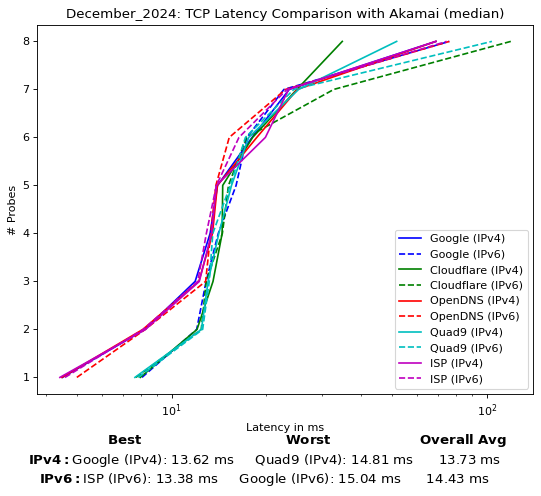 December_2024: TCP Latency Comparison with Akamai (median)
8
7
6
5
4
3
2
1
# Probes
Google (IPv4)
Google (IPv6)
Cloudflare (IPv4)
Cloudflare (IPv6)
OpenDNS (IPv4)
OpenDNS (IPv6)
Quad9 (IPv4)
Quad9 (IPv6)
ISP (IPv4)
ISP (IPv6)
10¹ 10²
Latency in ms
Best Worst Overall Avg
IPv4: Google (IPv4): 13.62 ms Quad9 (IPv4): 14.81 ms 13.73 ms
IPv6: ISP (IPv6): 13.38 ms Google (IPv6): 15.04 ms 14.43 ms